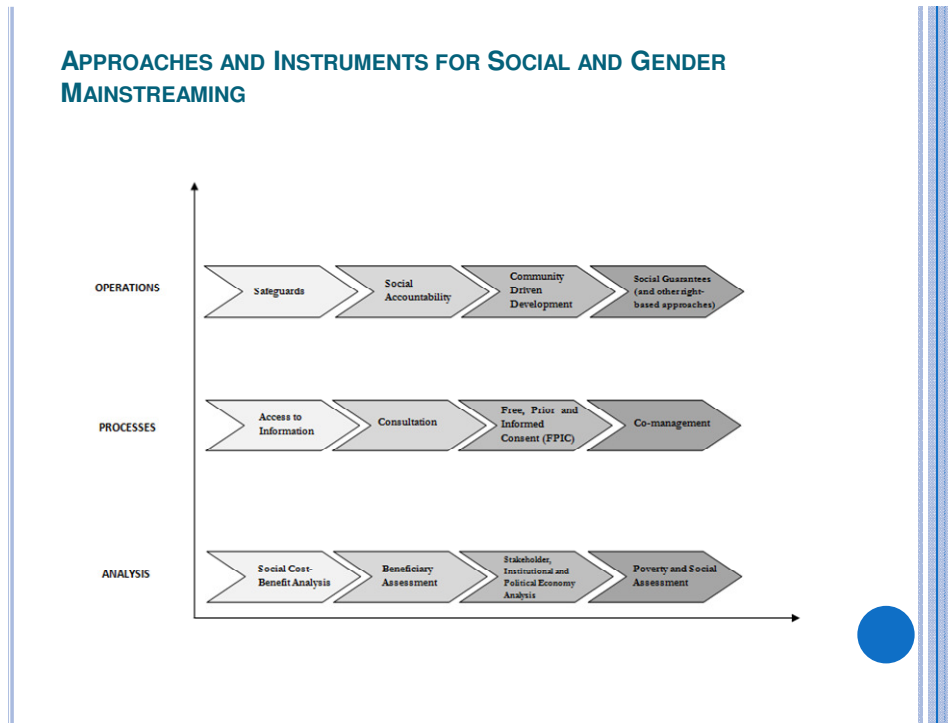 APPROACHES AND INSTRUMENTS FOR SOCIAL AND GENDER
MAINSTREAMING
OPERATIONS
Safeguards
Social
Accountability
Community
Driven
Development
Social Guarantees
(and other right-
based approaches)
PROCESSES
Access to
Information
Consultation
Free, Prior and
Informed
Consent (FPIC)
Co-management
ANALYSIS
Social Cost-
Benefit Analysis
Beneficiary
Assessment
Stakeholder,
Institutional and
Political Economy
Analysis
Poverty and Social
Assessment